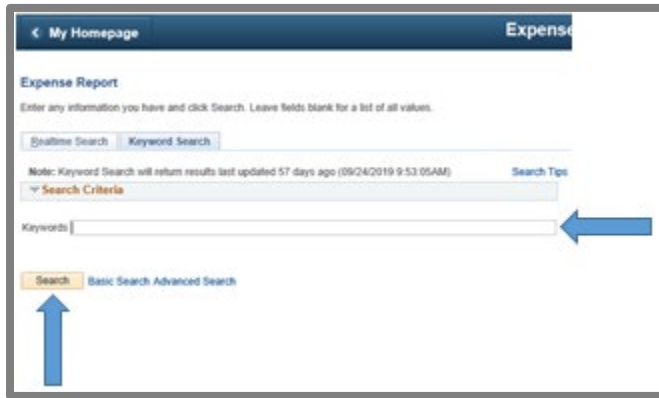 < My Homepage
Expense
Expense Report
Enter any information you have and click Search. Leave fields blank for a list of all values.
Realtime Search Keyword Search
Note: Keyword Search will return results last updated 57 days ago (09/24/2019 9:53:05AM) Search Tips
Search Criteria
Keywords
Search Basic Search Advanced Search